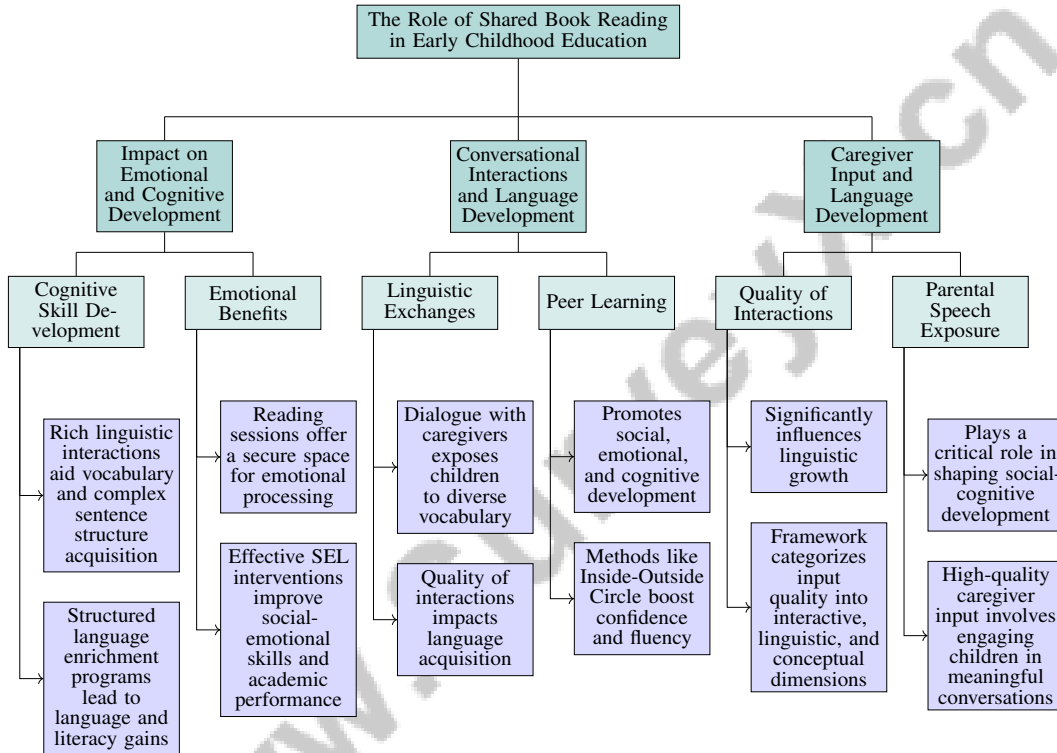 The Role of Shared Book Reading
in Early Childhood Education
Impact on
Emotional
and Cognitive
Development
Conversational
Interactions
and Language
Development
Caregiver
Input and
Language
Development
Cognitive
Skill De-
velopment
Emotional
Benefits
Linguistic
Exchanges
Peer Learning
Quality of
Interactions
Parental
Speech
Exposure
Rich linguistic
interactions
aid vocabulary
and complex
sentence
structure
acquisition
Structured
language
enrichment
programs
lead to
language and
literacy gains
Reading
sessions offer
a secure space
for emotional
processing
Effective SEL
interventions
improve
social-
emotional
skills and
academic
performance
Dialogue with
caregivers
exposes
children
to diverse
vocabulary
Quality of
interactions
impacts
language
acquisition
Promotes
social,
emotional,
and cognitive
development
Methods like
Inside-Outside
Circle boost
confidence
and fluency
Significantly
influences
linguistic
growth
Framework
categorizes
input
quality into
interactive,
linguistic, and
conceptual
dimensions
Plays a
critical role in
shaping social-
cognitive
development
High-quality
caregiver
input involves
engaging
children in
meaningful
conversations
www.surveyx.cn